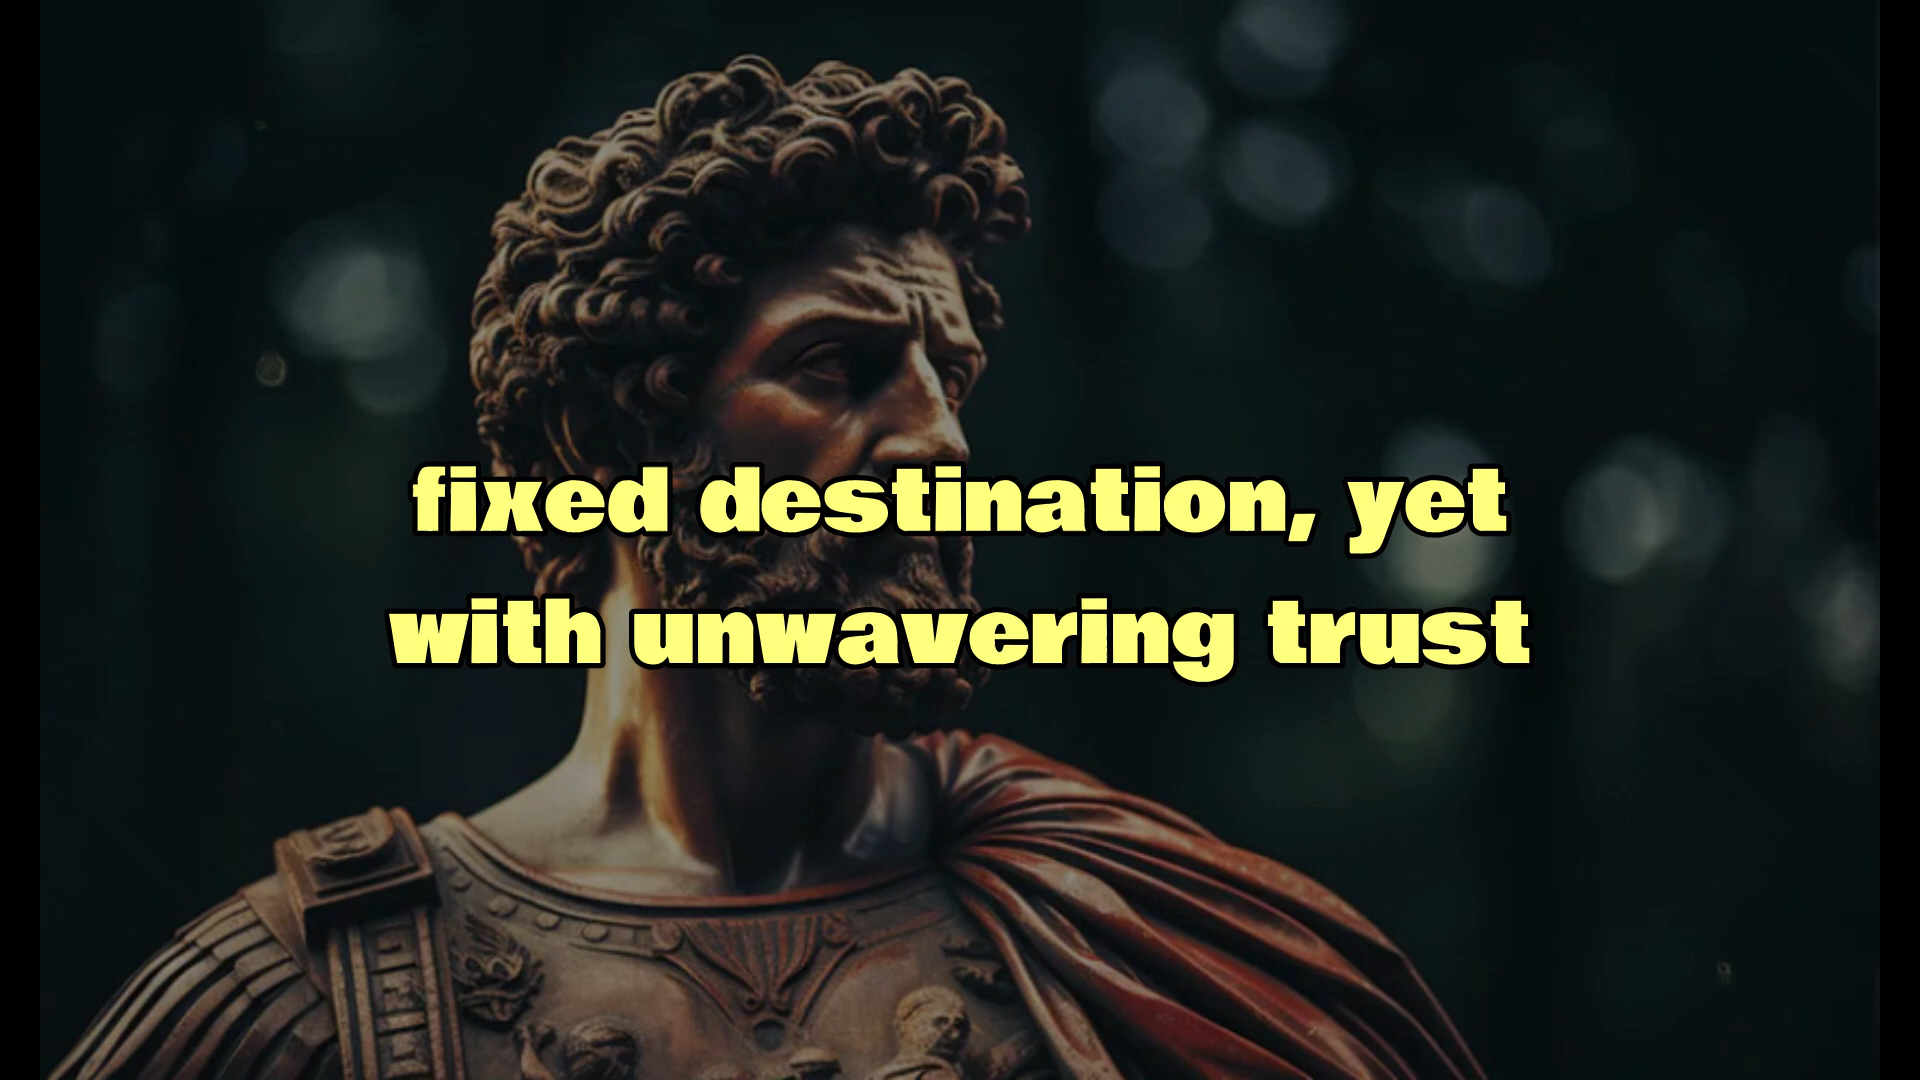 fixed destination, yet
with unwavering trust